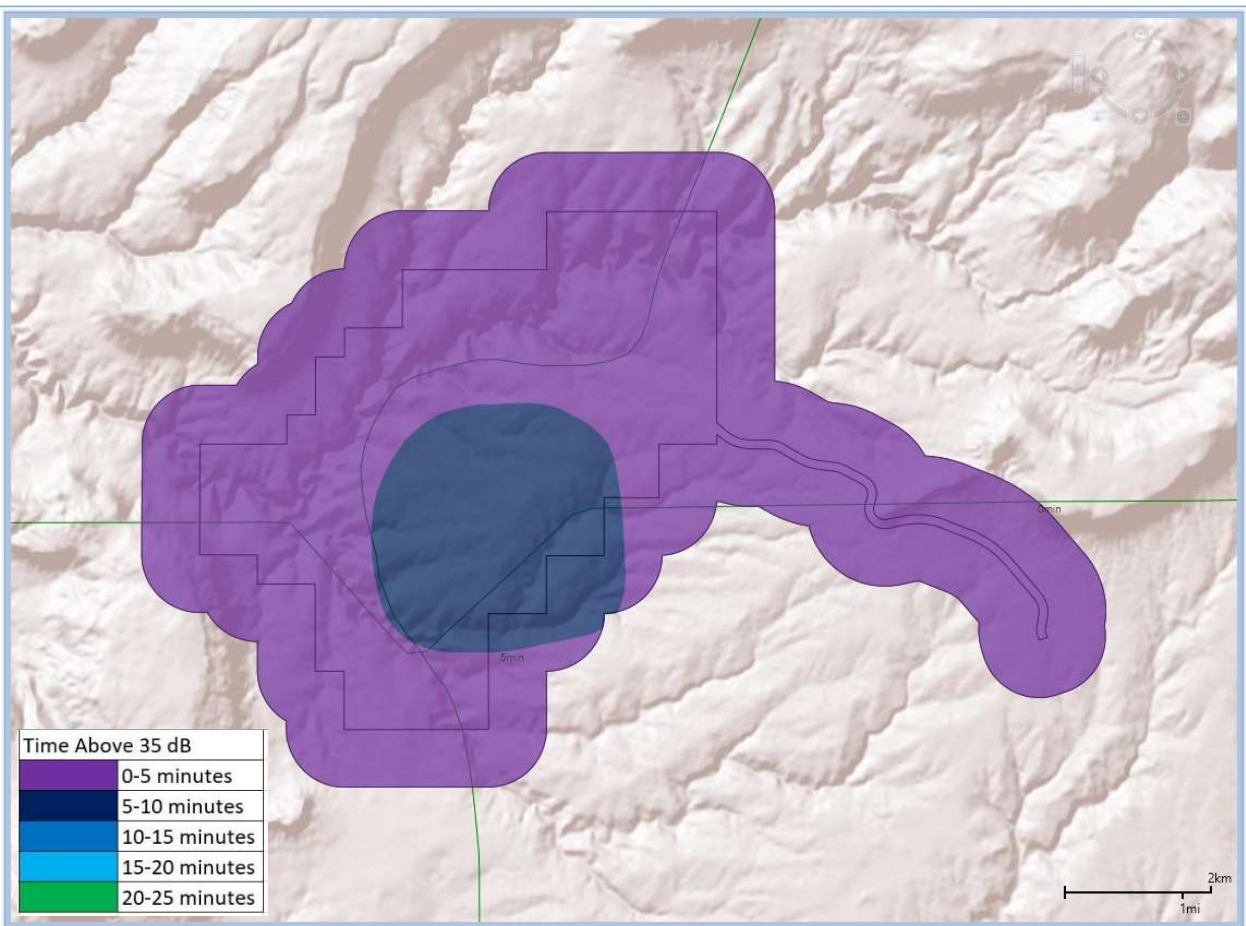 0min
5min
Time Above 35 dB
0-5 minutes
5-10 minutes
10-15 minutes
15-20 minutes
20-25 minutes
2km
1mi